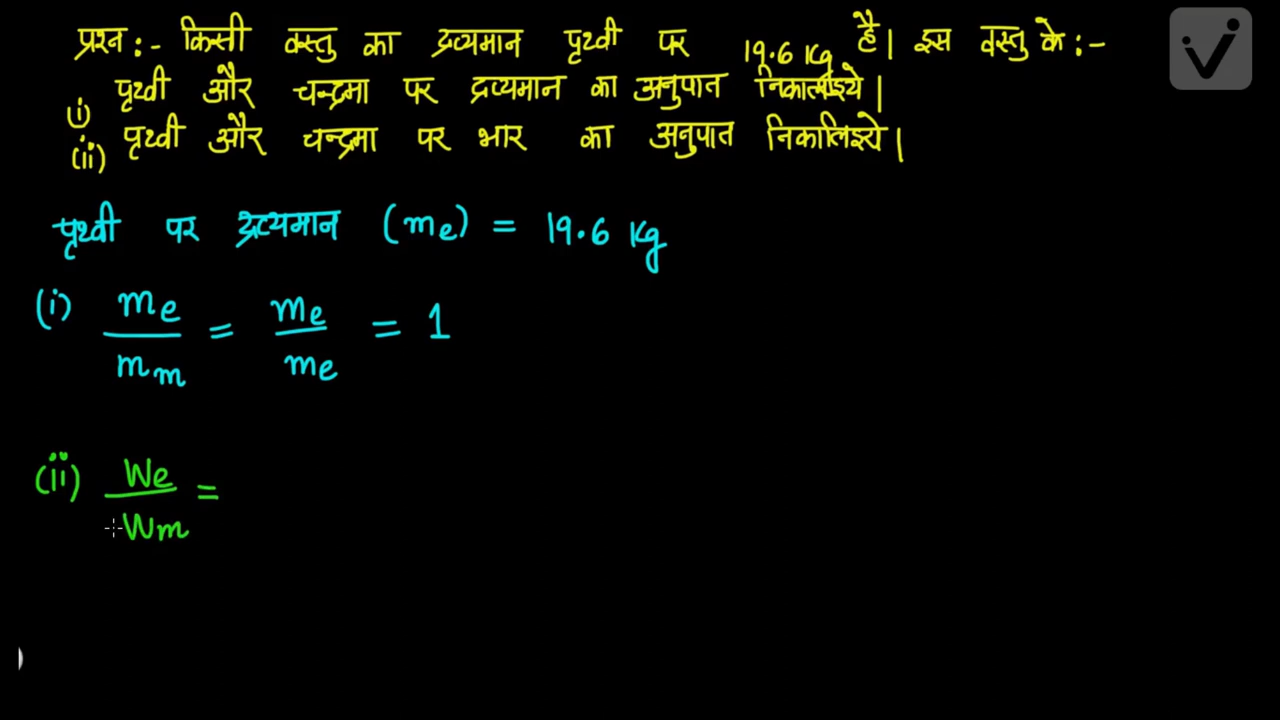 प्रश्न :- किसी वस्तु का द्रव्यमान पृथ्वी पर 19.6 Kg है। इस वस्तु के :-
(i) पृथ्वी और चन्द्रमा पर द्रव्यमान का अनुपात निकालिइये।
(ii) पृथ्वी और चन्द्रमा पर भार का अनुपात निकालिइये।
पृथ्वी पर द्रव्यमान (me) = 19.6 Kg
(i) me/mm = me/me = 1
(ii) We/Wm =